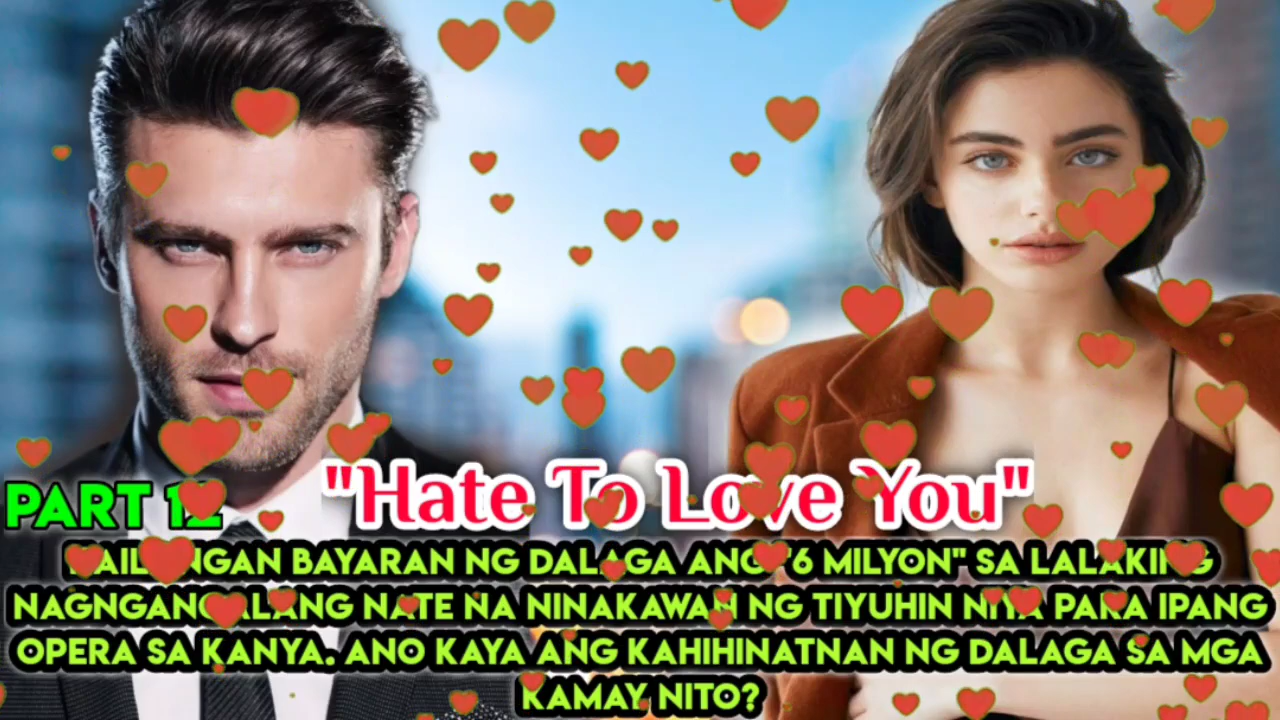 "Hate To Love You"
PART 12
KAILANGAN BAYARAN NG DALAGA ANG "6 MILYON" SA LALAKING
NAGNGANGALANG NATE NA NINAKAWAN NG TIYUHIN NIYA PARA IPANG
OPERA SA KANYA. ANO KAYA ANG KAHIHINATNAN NG DALAGA SA MGA
KAMAY NITO?